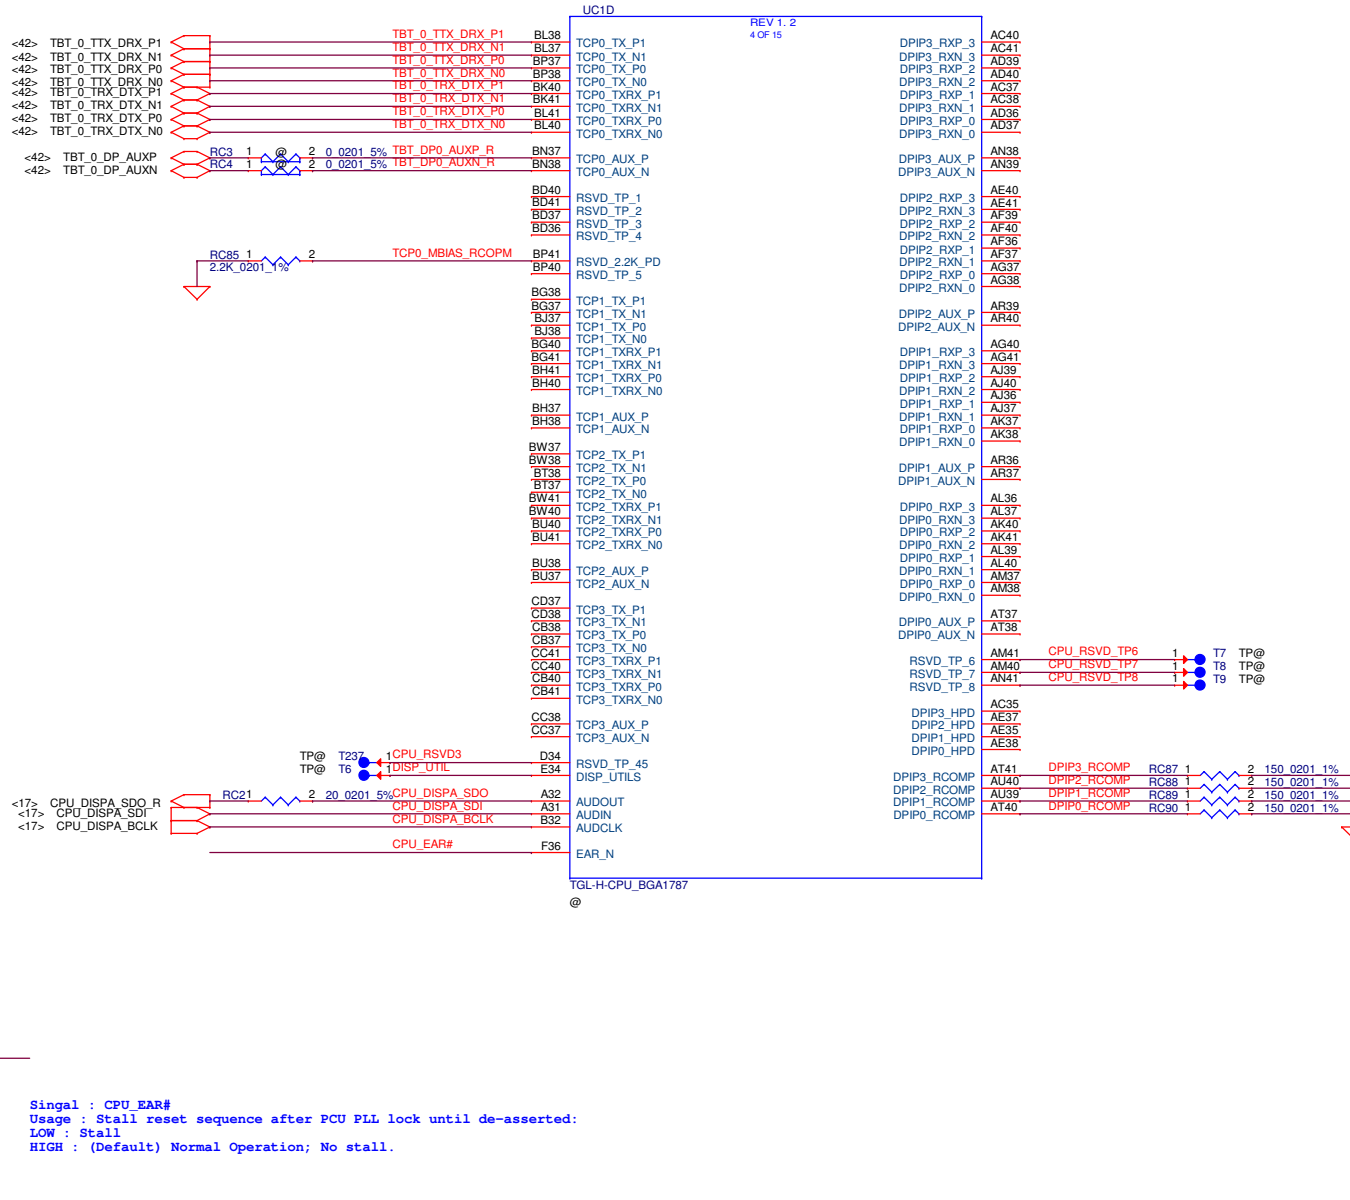 UC1D
REV 1. 2
4 OF 15
<42> TBT_0_TTX_DRX_P1 TBT_0_TTX_DRX_P1 BL38 TCP0_TX_P1
<42> TBT_0_TTX_DRX_N1 TBT_0_TTX_DRX_N1 BL37 TCP0_TX_N1
<42> TBT_0_TTX_DRX_P0 TBT_0_TTX_DRX_P0 BP37 TCP0_TX_P0
<42> TBT_0_TTX_DRX_N0 TBT_0_TTX_DRX_N0 BP38 TCP0_TX_N0
<42> TBT_0_TRX_DTX_P1 TBT_0_TRX_DTX_P1 BK40 TCP0_TXRX_P1
<42> TBT_0_TRX_DTX_N1 TBT_0_TRX_DTX_N1 BK41 TCP0_TXRX_N1
<42> TBT_0_TRX_DTX_P0 TBT_0_TRX_DTX_P0 BL41 TCP0_TXRX_P0
<42> TBT_0_TRX_DTX_N0 TBT_0_TRX_DTX_N0 BL40 TCP0_TXRX_N0
<42> TBT_0_DP_AUXP RC3 1 @ 2 0_0201_5% TBT_DP0_AUXP_R BN37 TCP0_AUX_P
<42> TBT_0_DP_AUXN RC4 1 @ 2 0_0201_5% TBT_DP0_AUXN_R BN38 TCP0_AUX_N
BD40 RSVD_TP_1
BD41 RSVD_TP_2
BD37 RSVD_TP_3
BD36 RSVD_TP_4
RC85 1 2 TCP0_MBIAS_RCOPM BP41 RSVD_2.2K_PD
2.2K_0201_1% BP40 RSVD_TP_5
BG38 TCP1_TX_P1
BG37 TCP1_TX_N1
BJ37 TCP1_TX_P0
BJ38 TCP1_TX_N0
BG40 TCP1_TXRX_P1
BG41 TCP1_TXRX_N1
BH41 TCP1_TXRX_P0
BH40 TCP1_TXRX_N0
BH37 TCP1_AUX_P
BH38 TCP1_AUX_N
BW37 TCP2_TX_P1
BW38 TCP2_TX_N1
BT38 TCP2_TX_P0
BT37 TCP2_TX_N0
BW41 TCP2_TXRX_P1
BW40 TCP2_TXRX_N1
BU40 TCP2_TXRX_P0
BU41 TCP2_TXRX_N0
BU38 TCP2_AUX_P
BU37 TCP2_AUX_N
CD37 TCP3_TX_P1
CD38 TCP3_TX_N1
CB38 TCP3_TX_P0
CB37 TCP3_TX_N0
CC41 TCP3_TXRX_P1
CC40 TCP3_TXRX_N1
CB40 TCP3_TXRX_P0
CB41 TCP3_TXRX_N0
CC38 TCP3_AUX_P
CC37 TCP3_AUX_N
TP@ T237 1 CPU_RSVD3 D34 RSVD_TP_45
TP@ T6 1 DISP_UTIL E34 DISP_UTILS
<17> CPU_DISPA_SDO_R RC2 1 2 20_0201_5% CPU_DISPA_SDO A32 AUDOUT
<17> CPU_DISPA_SDI CPU_DISPA_SDI A31 AUDIN
<17> CPU_DISPA_BCLK CPU_DISPA_BCLK B32 AUDCLK
CPU_EAR# F36 EAR_N
DPIP3_RXP_3 AC40
DPIP3_RXN_3 AC41
DPIP3_RXP_2 AD39
DPIP3_RXN_2 AD40
DPIP3_RXP_1 AC37
DPIP3_RXN_1 AC38
DPIP3_RXP_0 AD36
DPIP3_RXN_0 AD37
DPIP3_AUX_P AN38
DPIP3_AUX_N AN39
DPIP2_RXP_3 AE40
DPIP2_RXN_3 AE41
DPIP2_RXP_2 AF39
DPIP2_RXN_2 AF40
DPIP2_RXP_1 AF36
DPIP2_RXN_1 AF37
DPIP2_RXP_0 AG37
DPIP2_RXN_0 AG38
DPIP2_AUX_P AR39
DPIP2_AUX_N AR40
DPIP1_RXP_3 AG40
DPIP1_RXN_3 AG41
DPIP1_RXP_2 AJ39
DPIP1_RXN_2 AJ40
DPIP1_RXP_1 AJ36
DPIP1_RXN_1 AJ37
DPIP1_RXP_0 AK37
DPIP1_RXN_0 AK38
DPIP1_AUX_P AR36
DPIP1_AUX_N AR37
DPIP0_RXP_3 AL36
DPIP0_RXN_3 AL37
DPIP0_RXP_2 AK40
DPIP0_RXN_2 AK41
DPIP0_RXP_1 AL39
DPIP0_RXN_1 AL40
DPIP0_RXP_0 AM37
DPIP0_RXN_0 AM38
DPIP0_AUX_P AT37
DPIP0_AUX_N AT38
RSVD_TP_6 AM41 CPU_RSVD_TP6 1 T7 TP@
RSVD_TP_7 AM40 CPU_RSVD_TP7 1 T8 TP@
RSVD_TP_8 AN41 CPU_RSVD_TP8 1 T9 TP@
DPIP3_HPD AC35
DPIP2_HPD AE37
DPIP1_HPD AE35
DPIP0_HPD AE38
DPIP3_RCOMP AT41 DPIP3_RCOMP RC87 1 2 150_0201_1%
DPIP2_RCOMP AU40 DPIP2_RCOMP RC88 1 2 150_0201_1%
DPIP1_RCOMP AU39 DPIP1_RCOMP RC89 1 2 150_0201_1%
DPIP0_RCOMP AT40 DPIP0_RCOMP RC90 1 2 150_0201_1%
TGL-H-CPU_BGA1787
@
Singal : CPU_EAR#
Usage : Stall reset sequence after PCU PLL lock until de-asserted:
LOW : Stall
HIGH : (Default) Normal Operation; No stall.